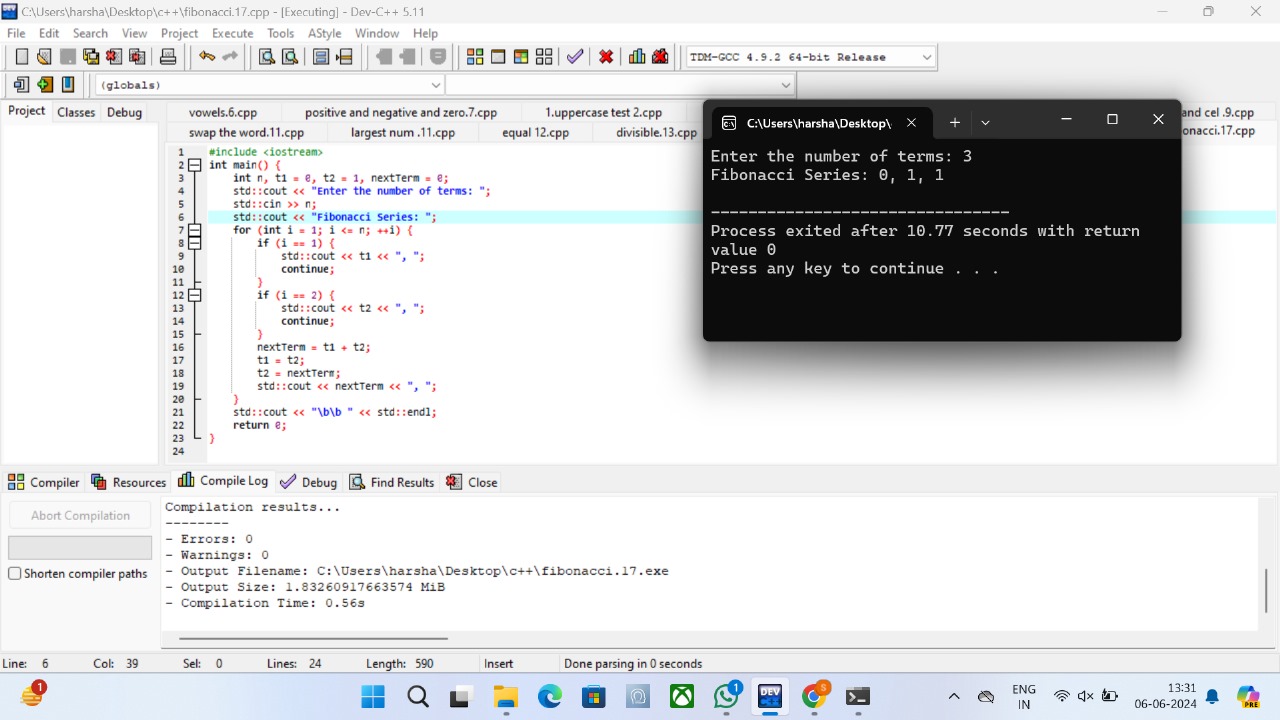 C:\Users\harsha\Desktop\c++\fibonacci.17.cpp - [Executing] - Dev-C++ 5.11
File Edit Search View Project Execute Tools AStyle Window Help
TDM-GCC 4.9.2 64-bit Release
(globals)
Project Classes Debug
vowels.6.cpp positive and negative and zero.7.cpp 1.uppercase test 2.cpp and cel .9.cpp
swap the word.11.cpp largest num .11.cpp equal 12.cpp divisible.13.cpp onacci.17.cpp
1 #include <iostream>
2 int main() {
3 int n, t1 = 0, t2 = 1, nextTerm = 0;
4 std::cout << "Enter the number of terms: ";
5 std::cin >> n;
6 std::cout << "Fibonacci Series: ";
7 for (int i = 1; i <= n; ++i) {
8 if (i == 1) {
9 std::cout << t1 << ", ";
10 continue;
11 }
12 if (i == 2) {
13 std::cout << t2 << ", ";
14 continue;
15 }
16 nextTerm = t1 + t2;
17 t1 = t2;
18 t2 = nextTerm;
19 std::cout << nextTerm << ", ";
20 }
21 std::cout << "\b\b " << std::endl;
22 return 0;
23 }
24
C:\Users\harsha\Desktop\
Enter the number of terms: 3
Fibonacci Series: 0, 1, 1
--------------------------------
Process exited after 10.77 seconds with return
value 0
Press any key to continue . . .
Compiler Resources Compile Log Debug Find Results Close
Abort Compilation
Shorten compiler paths
Compilation results...
--------
- Errors: 0
- Warnings: 0
- Output Filename: C:\Users\harsha\Desktop\c++\fibonacci.17.exe
- Output Size: 1.83260917663574 MiB
- Compilation Time: 0.56s
Line: 6 Col: 39 Sel: 0 Lines: 24 Length: 590 Insert Done parsing in 0 seconds
1
1
DEV
S
ENG
IN
13:31
06-06-2024
PRE